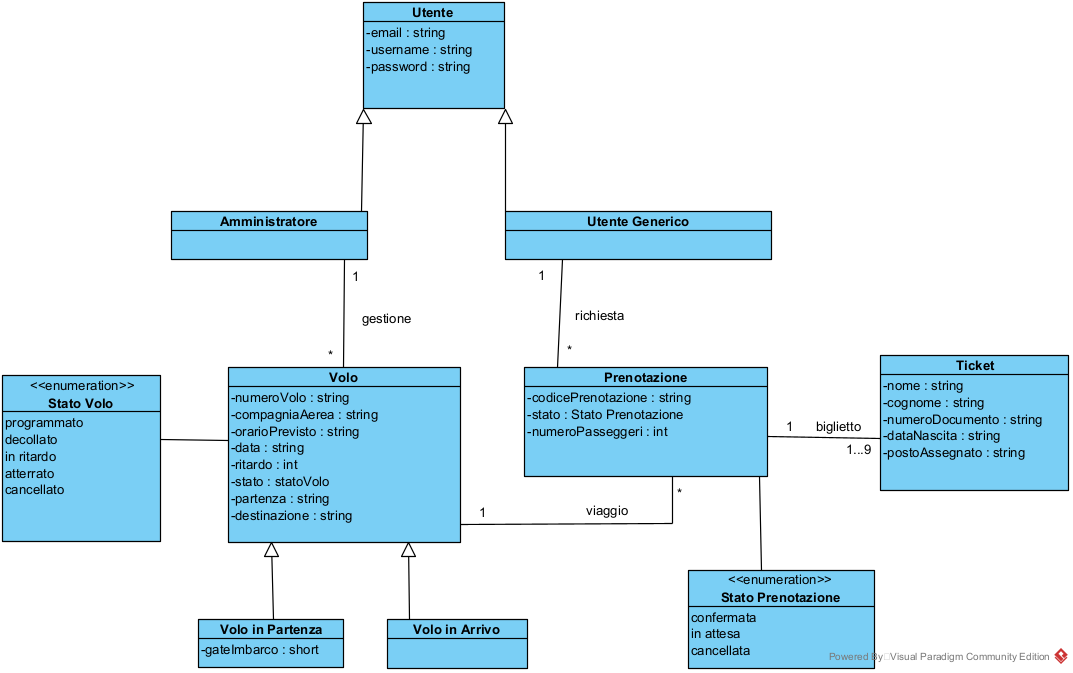 Utente
-email : string
-username : string
-password : string
Amministratore
Utente Generico
1
gestione
*
1
richiesta
*
<<enumeration>>
Stato Volo
programmato
decollato
in ritardo
atterrato
cancellato
Volo
-numeroVolo : string
-compagniaAerea : string
-orarioPrevisto : string
-data : string
-ritardo : int
-stato : statoVolo
-partenza : string
-destinazione : string
Prenotazione
-codicePrenotazione : string
-stato : Stato Prenotazione
-numeroPasseggeri : int
1
biglietto
1...9
Ticket
-nome : string
-cognome : string
-numeroDocumento : string
-dataNascita : string
-postoAssegnato : string
1
viaggio
*
Volo in Partenza
-gateImbarco : short
Volo in Arrivo
<<enumeration>>
Stato Prenotazione
confermata
in attesa
cancellata
Powered By Visual Paradigm Community Edition